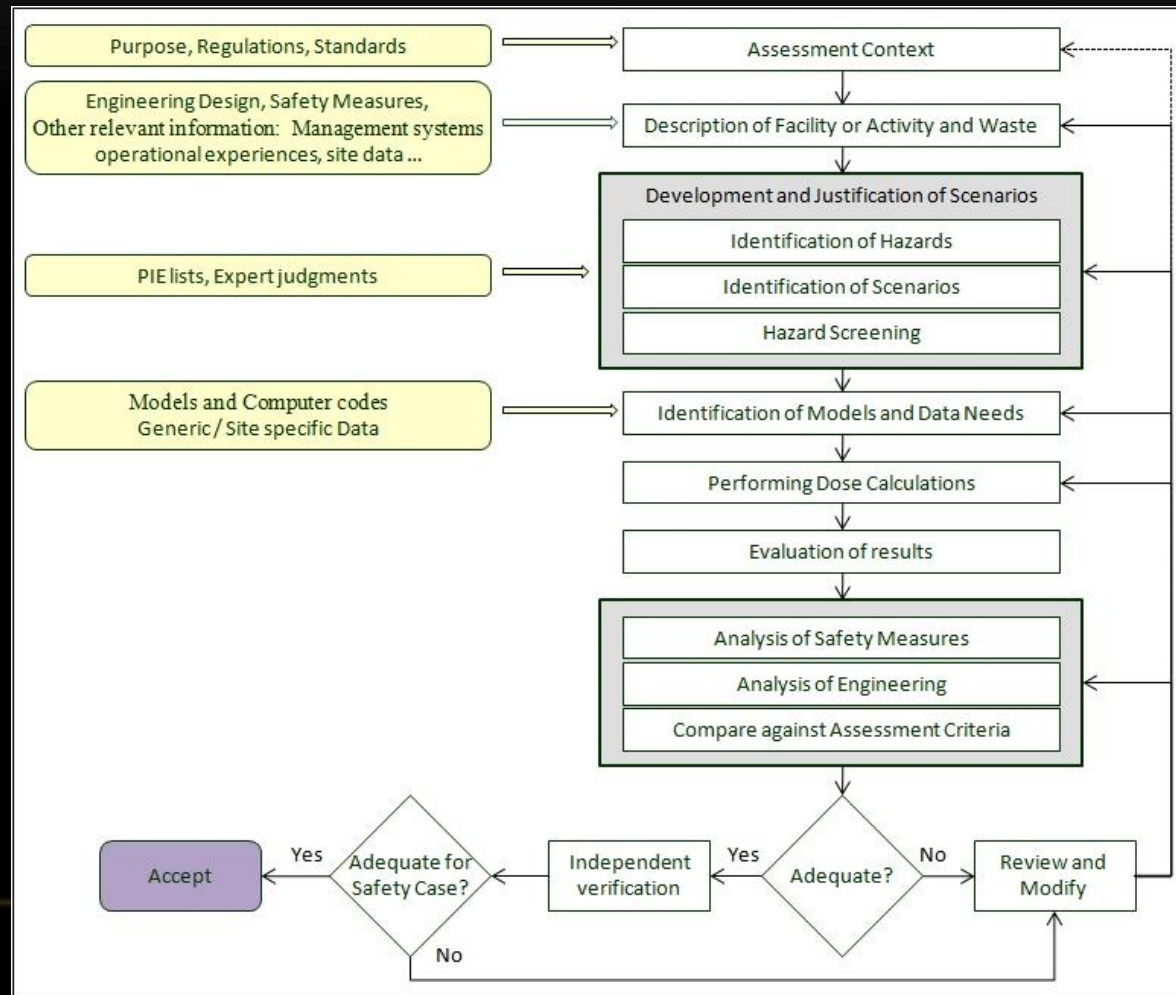 Purpose, Regulations, Standards
Assessment Context
Engineering Design, Safety Measures,
Other relevant information: Management systems
operational experiences, site data ...
Description of Facility or Activity and Waste
Development and Justification of Scenarios
Identification of Hazards
PIE lists, Expert judgments
Identification of Scenarios
Hazard Screening
Models and Computer codes
Generic / Site specific Data
Identification of Models and Data Needs
Performing Dose Calculations
Evaluation of results
Analysis of Safety Measures
Analysis of Engineering
Compare against Assessment Criteria
Accept
Yes
Adequate for
Safety Case?
Independent
verification
Yes
Adequate?
No
Review and
Modify
No